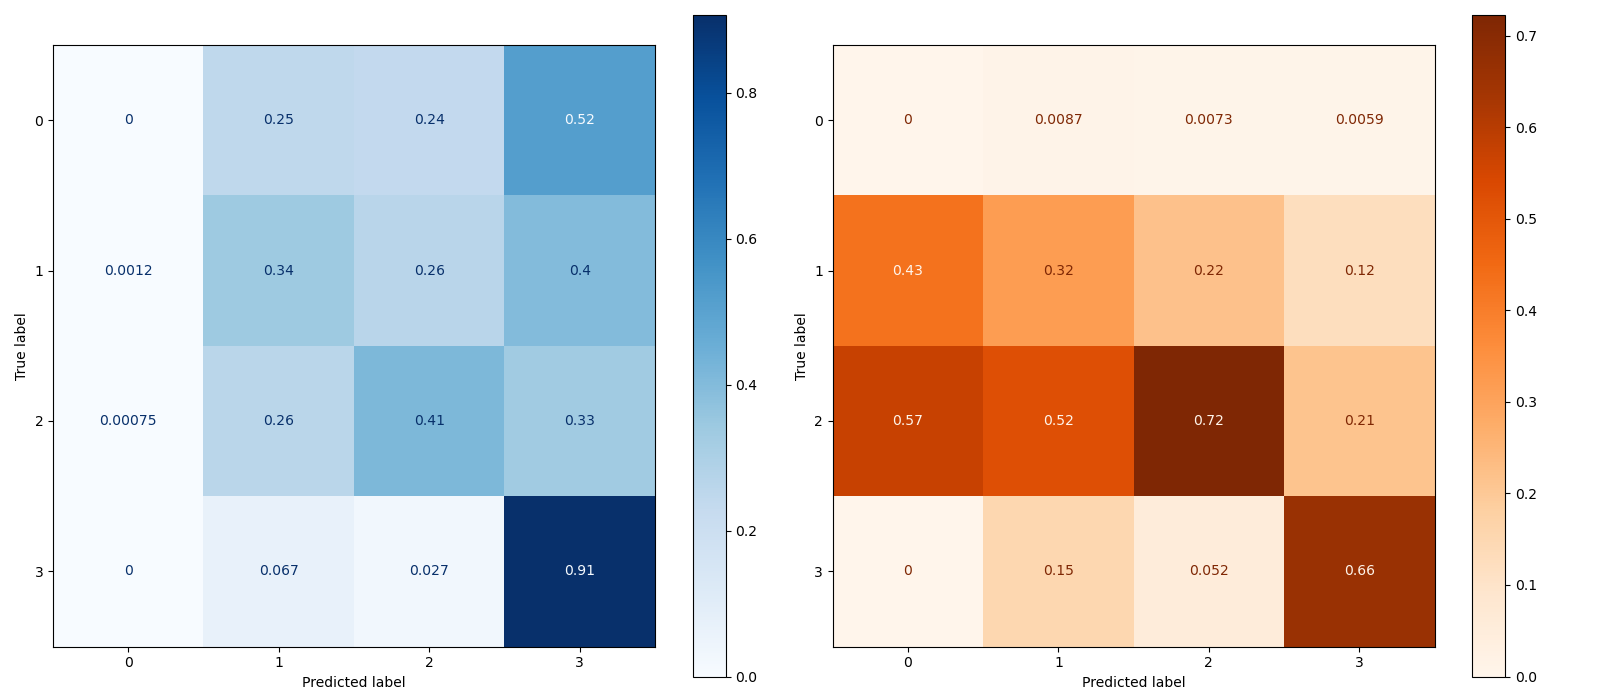 0 0.25 0.24 0.52 0.8
0
1 0.0012 0.34 0.26 0.4 0.6
True label
2 0.00075 0.26 0.41 0.33 0.4
3 0 0.067 0.027 0.91 0.2
0 1 2 3 0.0
Predicted label
0 0 0.0087 0.0073 0.0059 0.7
0.6
1 0.43 0.32 0.22 0.12 0.5
True label 0.4
2 0.57 0.52 0.72 0.21 0.3
0.2
3 0 0.15 0.052 0.66 0.1
0 1 2 3 0.0
Predicted label